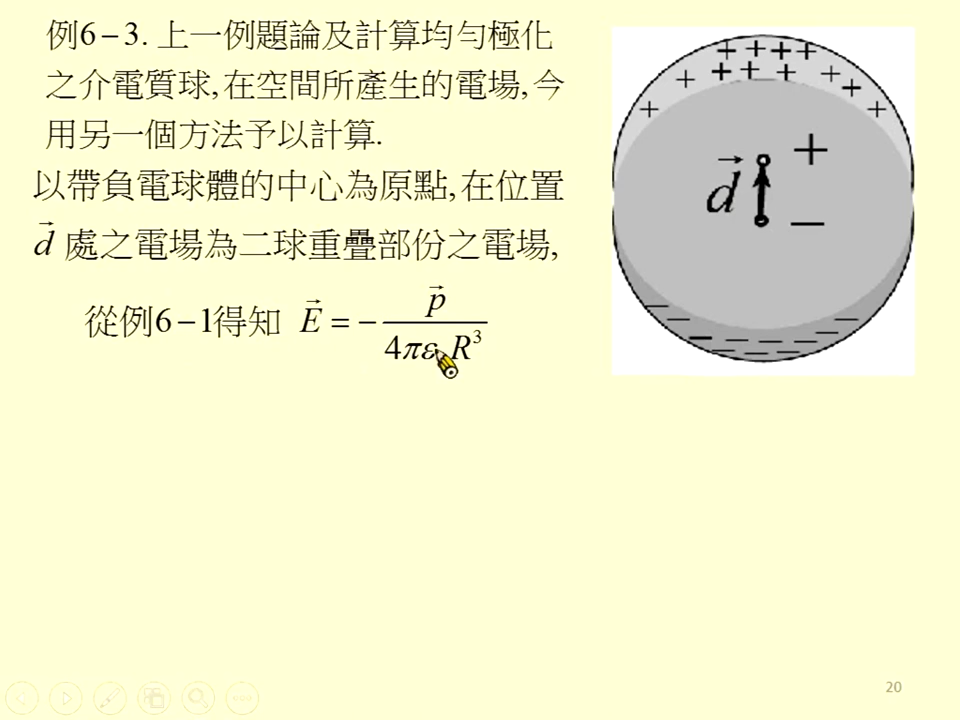 例6－3. 上一例題論及計算均勻極化
之介電質球,在空間所產生的電場,今
用另一個方法予以計算.
以帶負電球體的中心為原點,在位置
d⃗ 處之電場為二球重疊部份之電場,
從例6－1得知 E⃗ = － p⃗ / 4πε R³
+ + + + + + + + + + + + +
+
d⃗
－
20